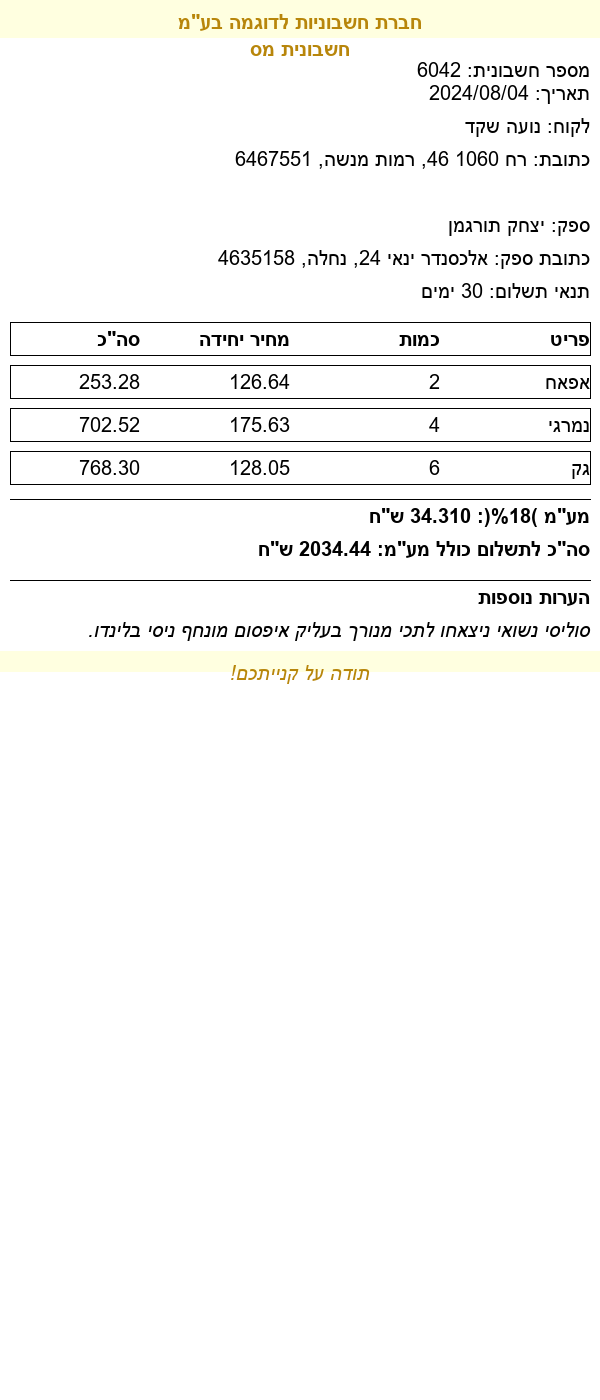 חברת חשבוניות לדוגמה בע"מ
חשבונית מס
מספר חשבונית: 6042
תאריך: 2024/08/04
לקוח: נועה שקד
כתובת: רח 1060 46, רמות מנשה, 6467551
ספק: יצחק תורגמן
כתובת ספק: אלכסנדר ינאי 24, נחלה, 4635158
תנאי תשלום: 30 ימים
פריט כמות מחיר יחידה סה"כ
אפאח 2 126.64 253.28
נמרגי 4 175.63 702.52
גק 6 128.05 768.30
מע"מ )18%(: 34.310 ש"ח
סה"כ לתשלום כולל מע"מ: 2034.44 ש"ח
הערות נוספות
סוליסי נשואי ניצאחו לתכי מנורך בעליק איפסום מונחף ניסי בלינדו.
תודה על קנייתכם!